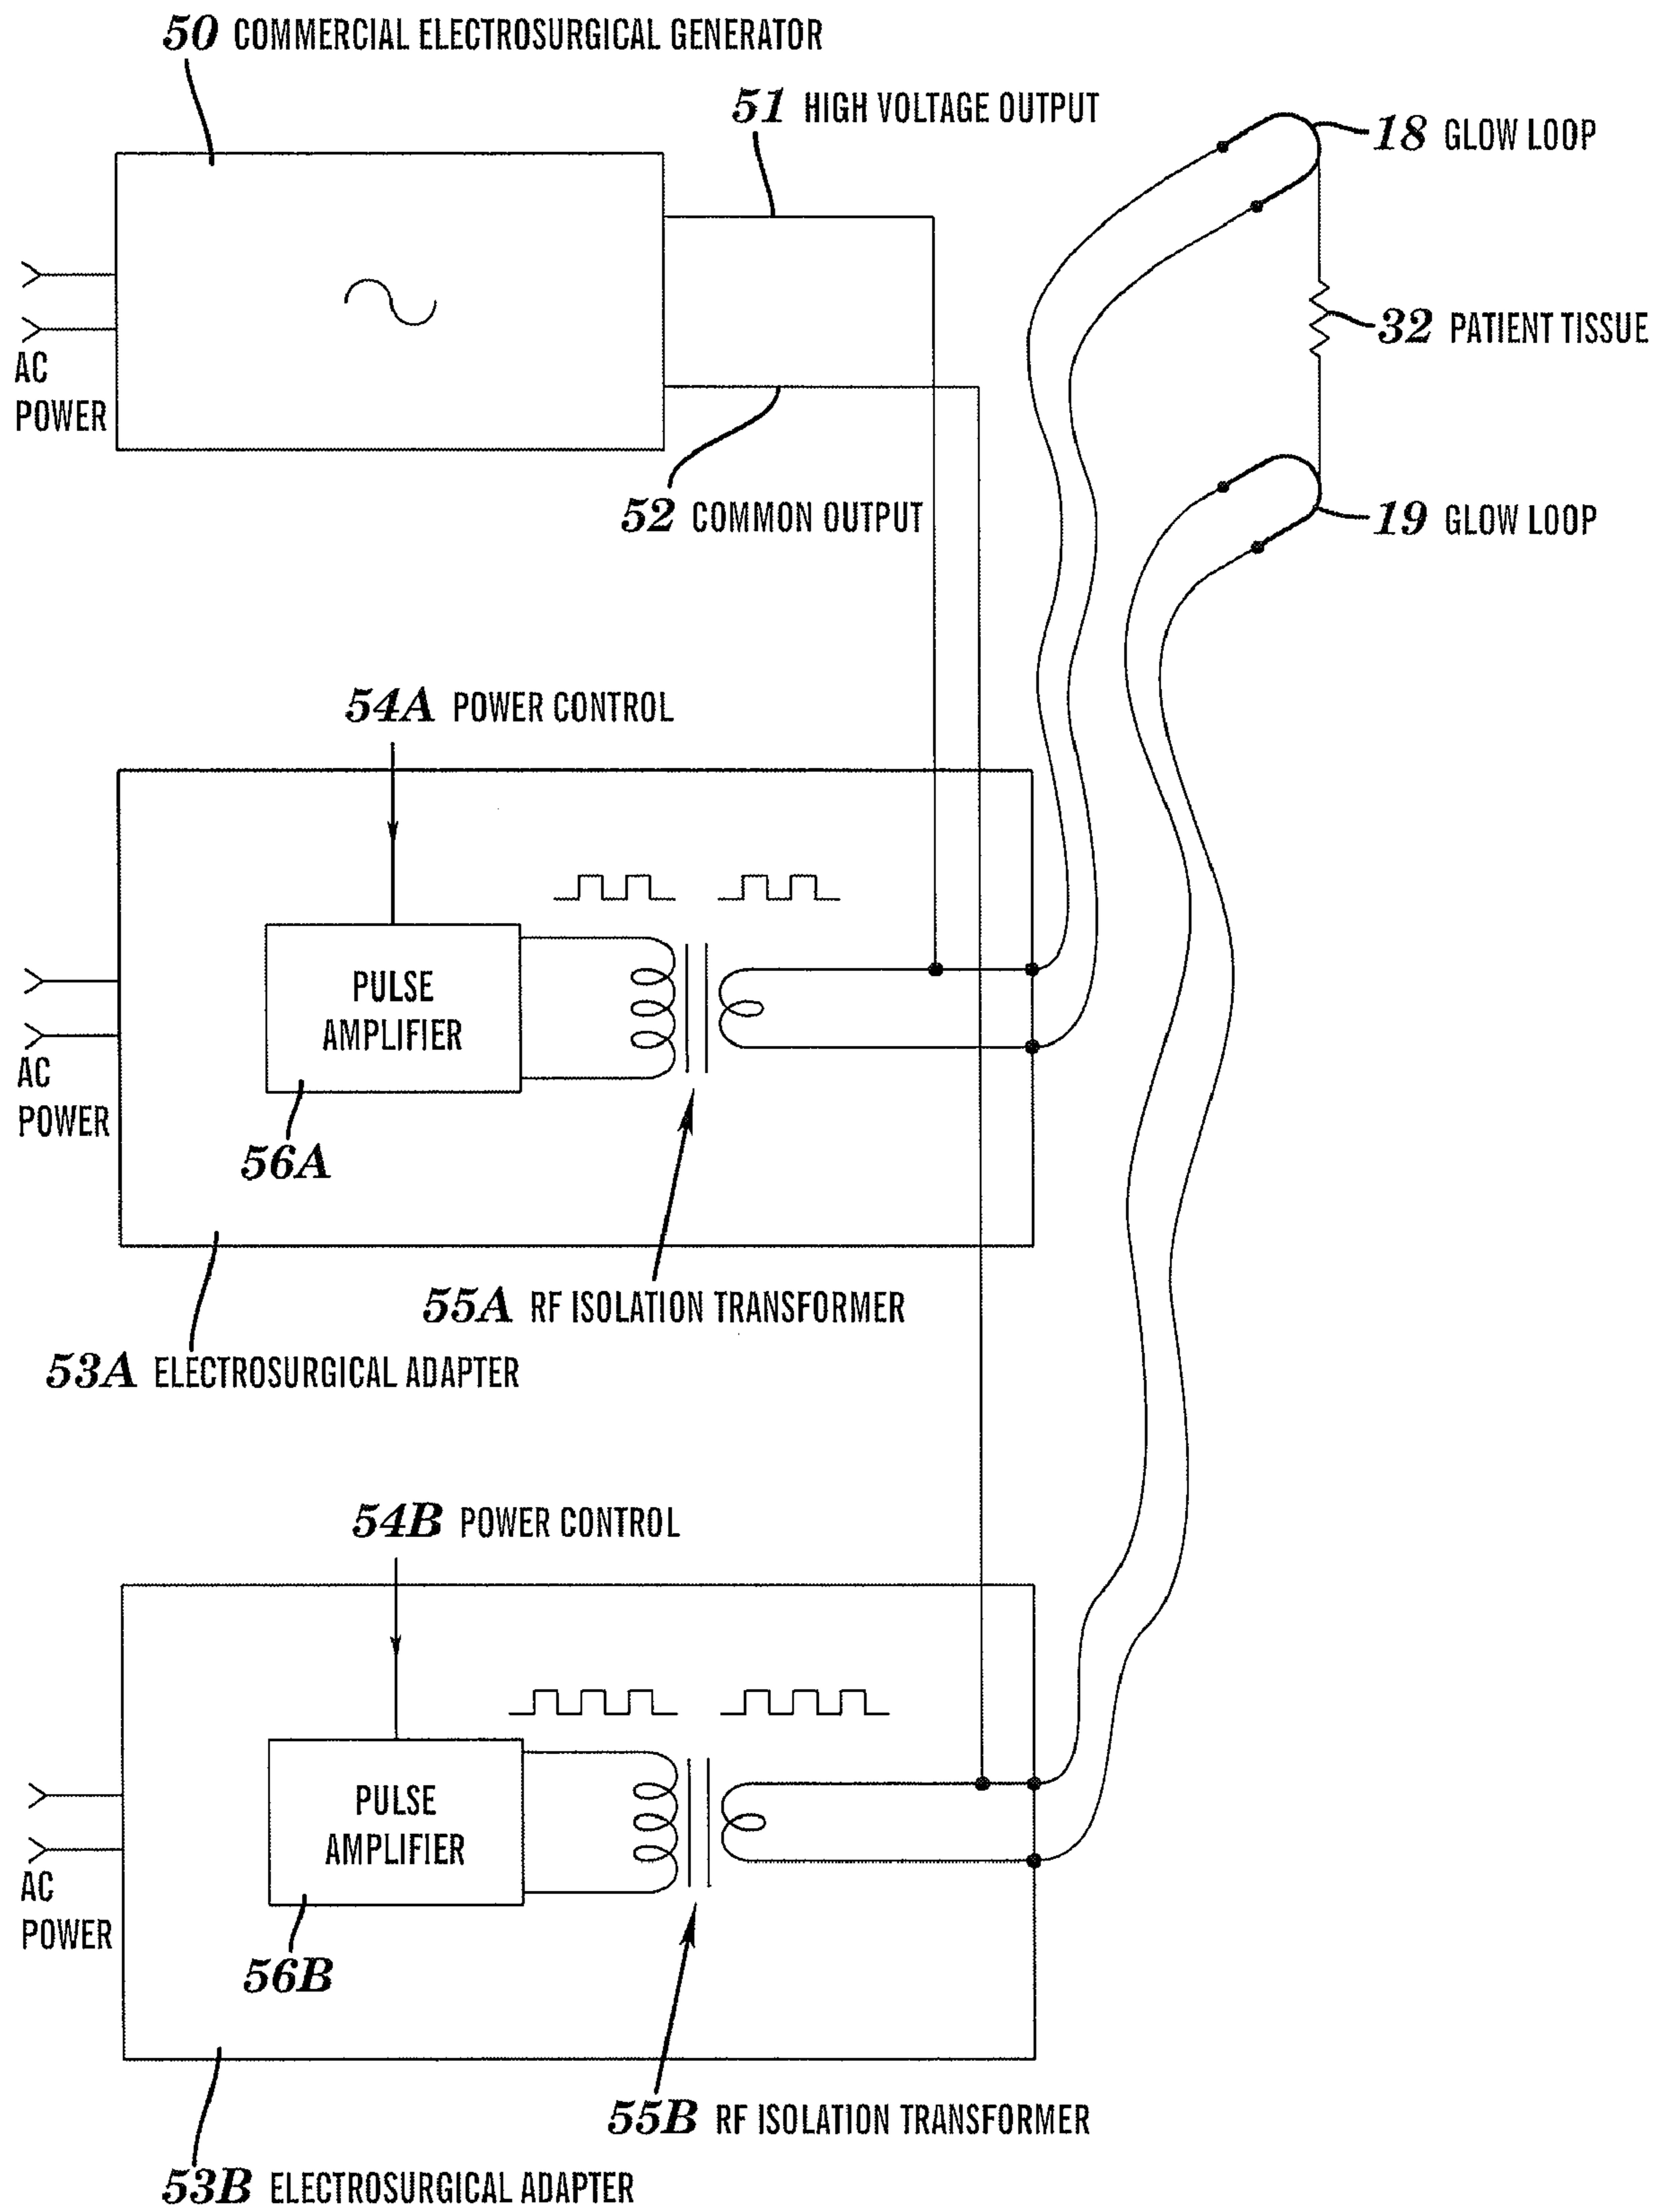 50 COMMERCIAL ELECTROSURGICAL GENERATOR
51 HIGH VOLTAGE OUTPUT
18 GLOW LOOP
32 PATIENT TISSUE
AC
POWER
52 COMMON OUTPUT
19 GLOW LOOP
54A POWER CONTROL
PULSE
AMPLIFIER
AC
POWER
56A
55A RF ISOLATION TRANSFORMER
53A ELECTROSURGICAL ADAPTER
54B POWER CONTROL
PULSE
AMPLIFIER
AC
POWER
56B
55B RF ISOLATION TRANSFORMER
53B ELECTROSURGICAL ADAPTER